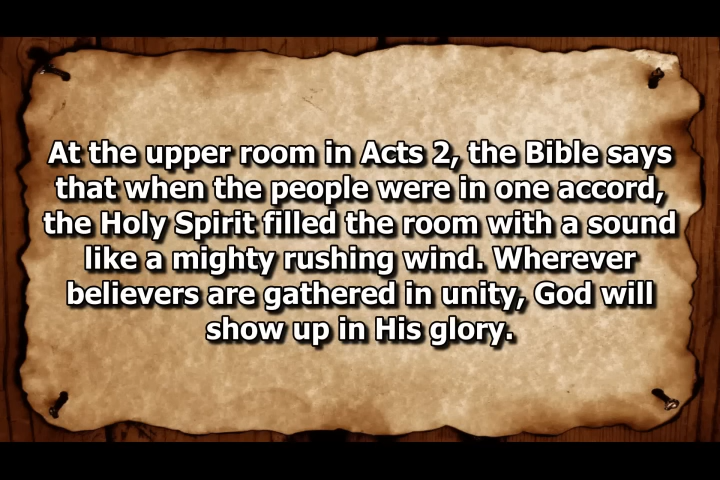 At the upper room in Acts 2, the Bible says
that when the people were in one accord,
the Holy Spirit filled the room with a sound
like a mighty rushing wind. Wherever
believers are gathered in unity, God will
show up in His glory.